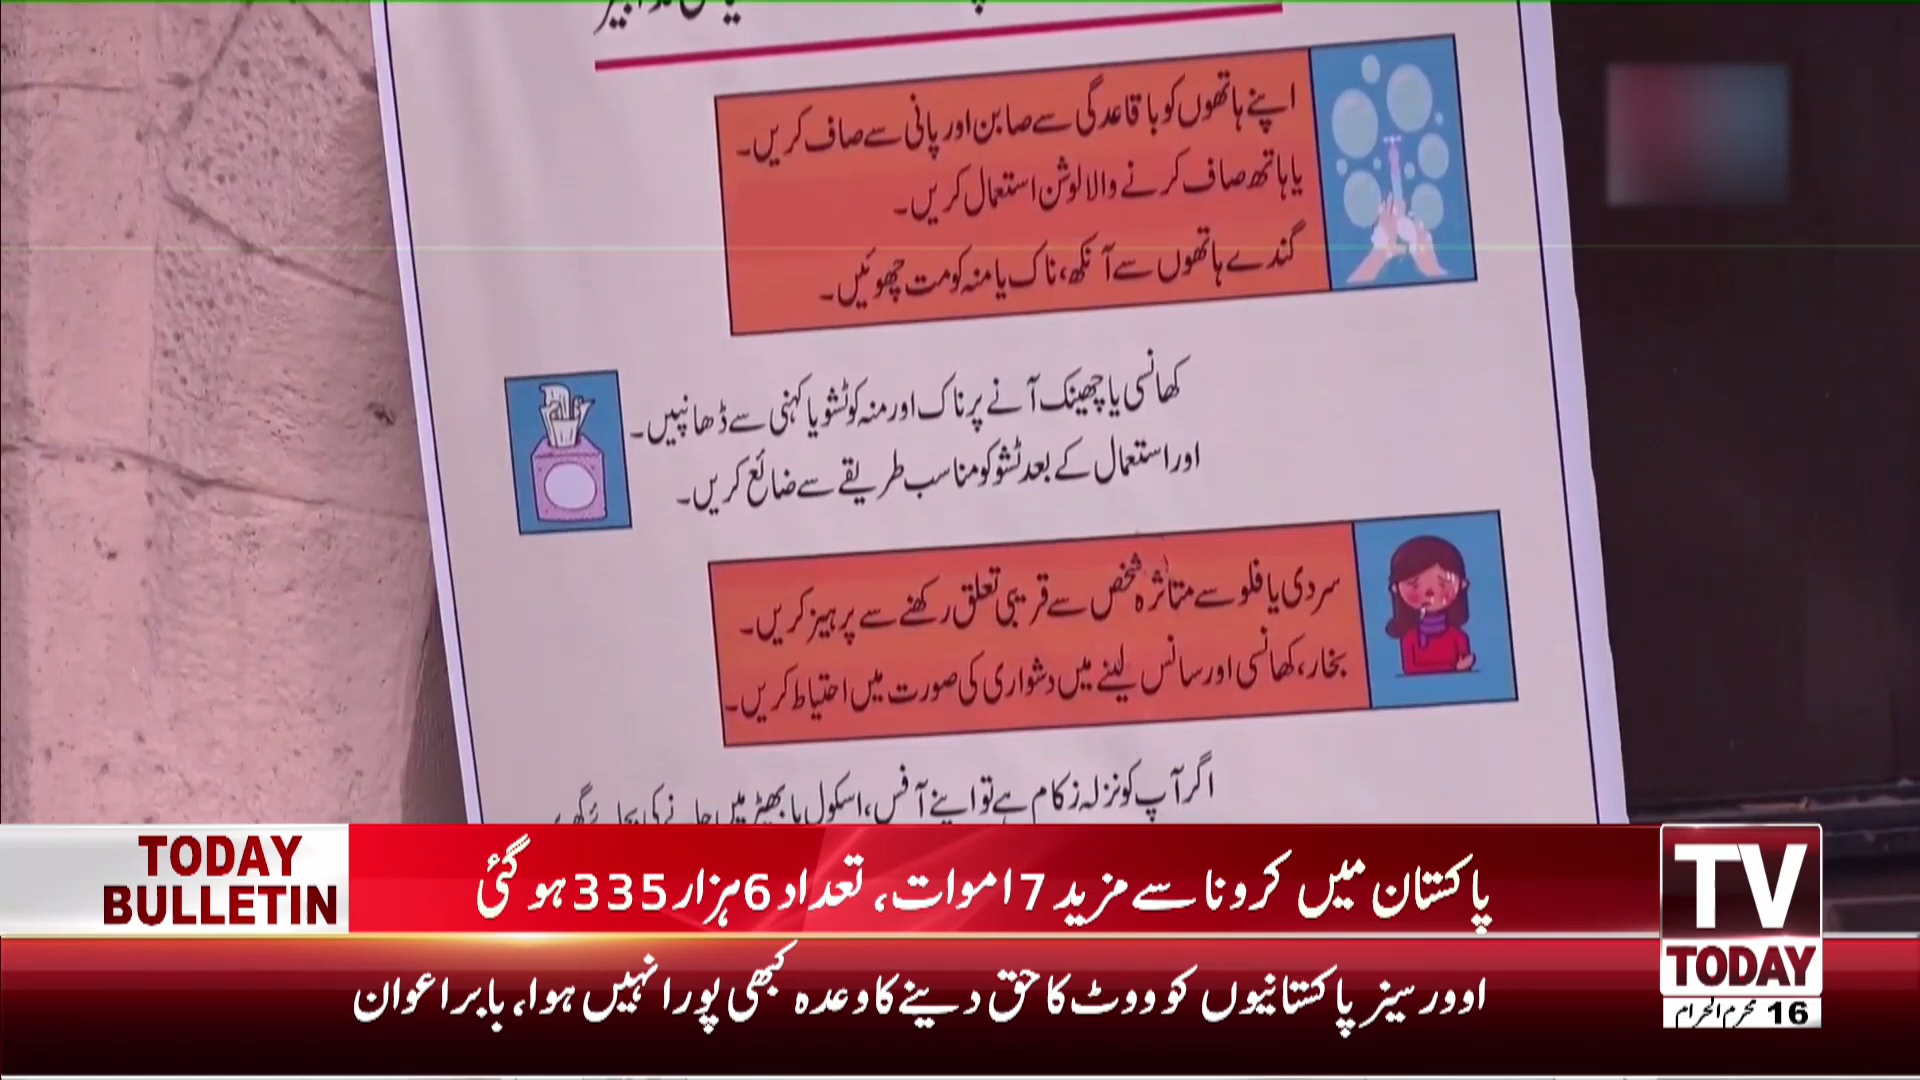 اپنے ہاتھوں کو باقاعدگی سے صابن اور پانی سے صاف کریں۔
یا ہاتھ صاف کرنے والا لوشن استعمال کریں۔
گندے ہاتھوں سے آنکھ، ناک یا منہ کو مت چھوئیں۔
کھانسی یا چھینک آنے پر ناک اور منہ کو ٹشو یا کہنی سے ڈھانپیں۔
اور استعمال کے بعد ٹشو کو مناسب طریقے سے ضائع کریں۔
سردی یا فلو سے متاثرہ شخص سے قریبی تعلق رکھنے سے پرہیز کریں۔
بخار، کھانسی اور سانس لینے میں دشواری کی صورت میں احتیاط کریں۔
اگر آپ کو نزلہ زکام ہے تو اپنے آفس، اسکول یا بھیڑ میں جانے کی بجائے گھر
TODAY BULLETIN
پاکستان میں کرونا سے مزید 7 اموات، تعداد 6 ہزار 335 ہو گئی
اوورسیز پاکستانیوں کو ووٹ کا حق دینے کا وعدہ کبھی پورا نہیں ہوا، بابر اعوان
TV TODAY
16 محرم الحرام